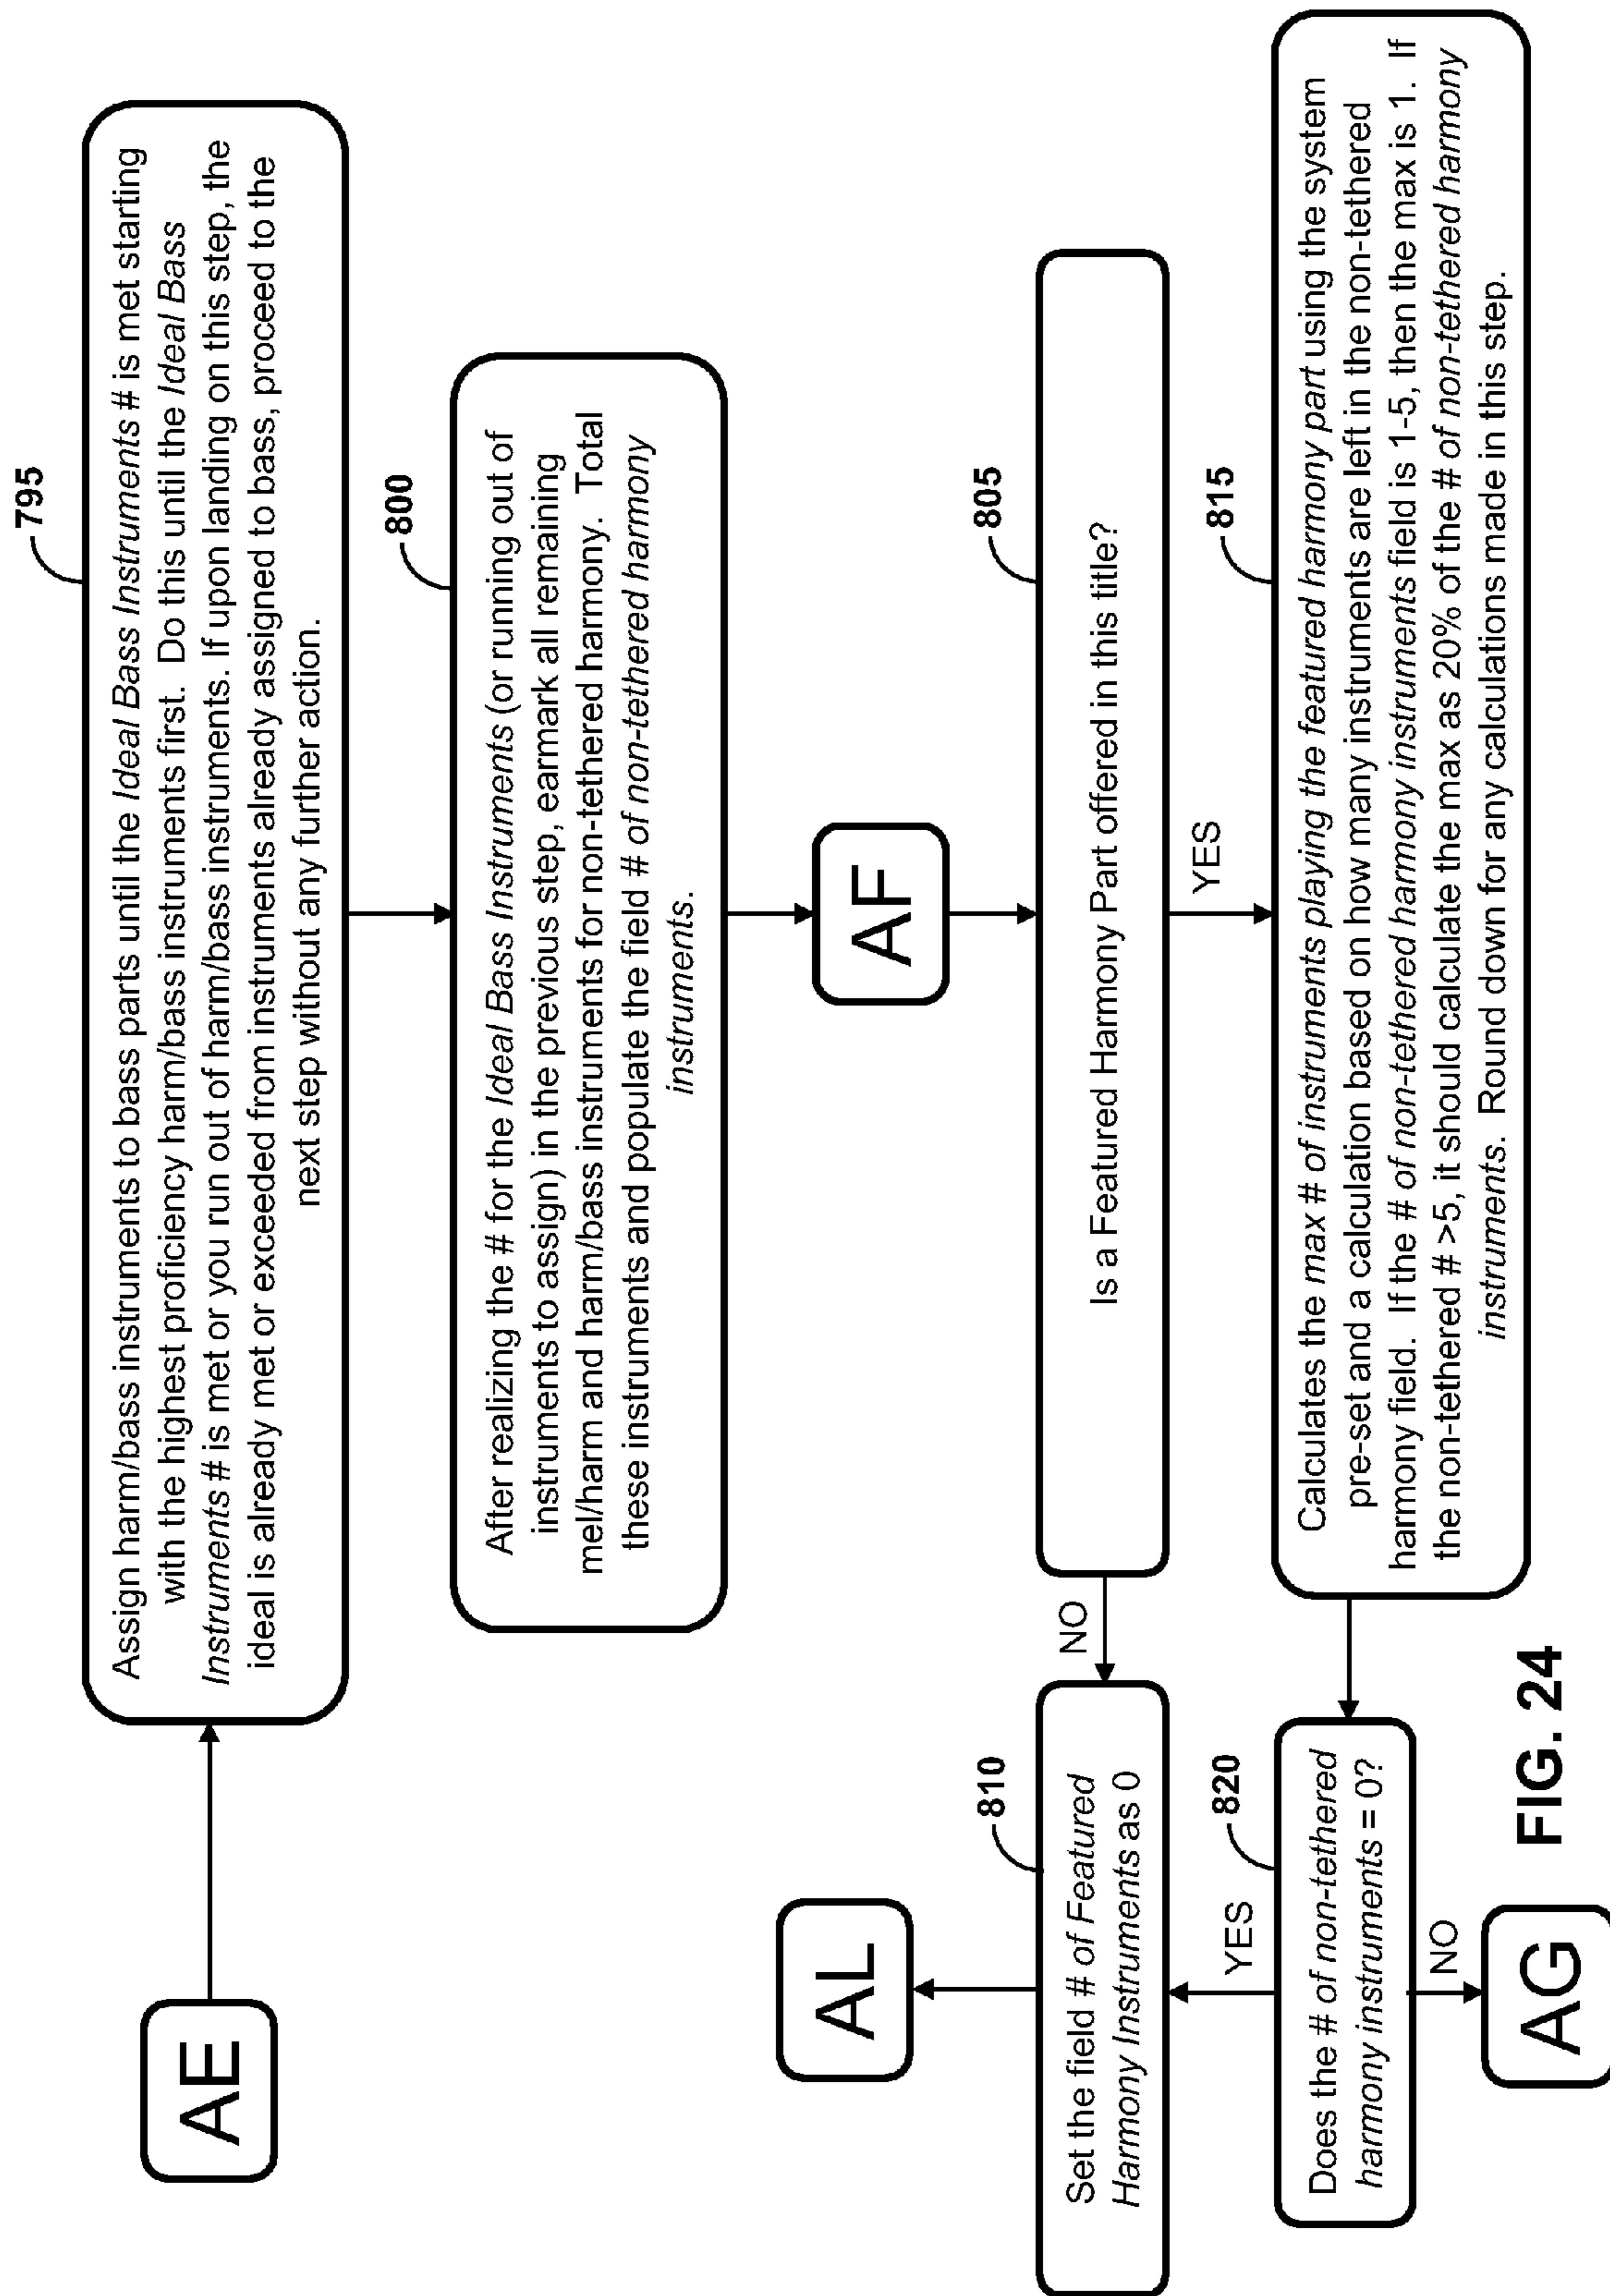 AE
795
Assign harm/bass instruments to bass parts until the Ideal Bass Instruments # is met starting
with the highest proficiency harm/bass instruments first. Do this until the Ideal Bass
Instruments # is met or you run out of harm/bass instruments. If upon landing on this step, the
ideal is already met or exceeded from instruments already assigned to bass, proceed to the
next step without any further action.
800
After realizing the # for the Ideal Bass Instruments (or running out of
instruments to assign) in the previous step, earmark all remaining
mel/harm and harm/bass instruments for non-tethered harmony. Total
these instruments and populate the field # of non-tethered harmony
instruments.
AF
805
Is a Featured Harmony Part offered in this title?
NO
YES
810
Set the field # of Featured
Harmony Instruments as 0
AL
815
Calculates the max # of instruments playing the featured harmony part using the system
pre-set and a calculation based on how many instruments are left in the non-tethered
harmony field. If the # of non-tethered harmony instruments field is 1-5, then the max is 1. If
the non-tethered # >5, it should calculate the max as 20% of the # of non-tethered harmony
instruments. Round down for any calculations made in this step.
820
Does the # of non-tethered
harmony instruments = 0?
YES
NO
AG
FIG. 24